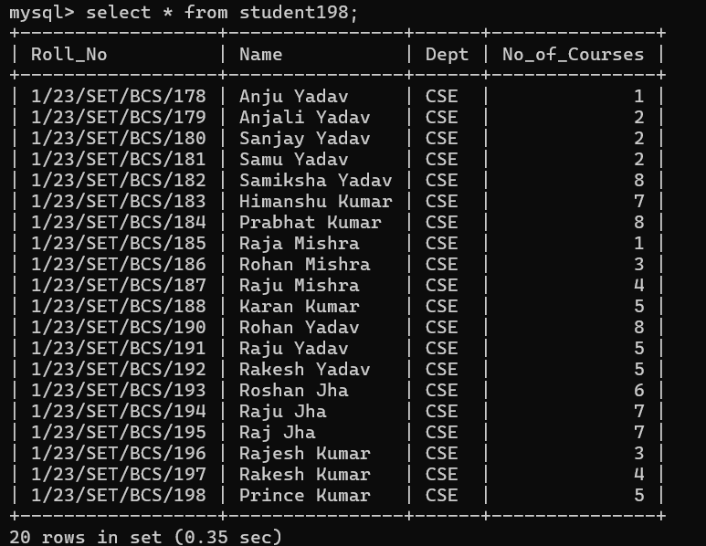 mysql> select * from student198;
+------------------+----------------+------+---------------+
| Roll_No          | Name           | Dept | No_of_Courses |
+------------------+----------------+------+---------------+
| 1/23/SET/BCS/178 | Anju Yadav     | CSE  |             1 |
| 1/23/SET/BCS/179 | Anjali Yadav   | CSE  |             2 |
| 1/23/SET/BCS/180 | Sanjay Yadav   | CSE  |             2 |
| 1/23/SET/BCS/181 | Samu Yadav     | CSE  |             2 |
| 1/23/SET/BCS/182 | Samiksha Yadav | CSE  |             8 |
| 1/23/SET/BCS/183 | Himanshu Kumar | CSE  |             7 |
| 1/23/SET/BCS/184 | Prabhat Kumar  | CSE  |             8 |
| 1/23/SET/BCS/185 | Raja Mishra    | CSE  |             1 |
| 1/23/SET/BCS/186 | Rohan Mishra   | CSE  |             3 |
| 1/23/SET/BCS/187 | Raju Mishra    | CSE  |             4 |
| 1/23/SET/BCS/188 | Karan Kumar    | CSE  |             5 |
| 1/23/SET/BCS/190 | Rohan Yadav    | CSE  |             8 |
| 1/23/SET/BCS/191 | Raju Yadav     | CSE  |             5 |
| 1/23/SET/BCS/192 | Rakesh Yadav   | CSE  |             5 |
| 1/23/SET/BCS/193 | Roshan Jha     | CSE  |             6 |
| 1/23/SET/BCS/194 | Raju Jha       | CSE  |             7 |
| 1/23/SET/BCS/195 | Raj Jha        | CSE  |             7 |
| 1/23/SET/BCS/196 | Rajesh Kumar   | CSE  |             3 |
| 1/23/SET/BCS/197 | Rakesh Kumar   | CSE  |             4 |
| 1/23/SET/BCS/198 | Prince Kumar   | CSE  |             5 |
+------------------+----------------+------+---------------+
20 rows in set (0.35 sec)